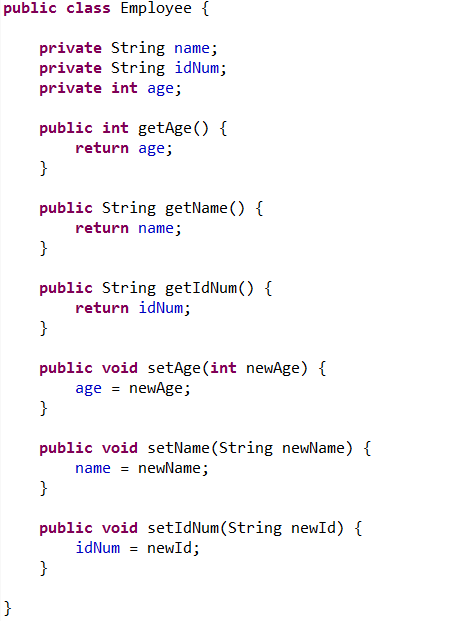 public class Employee {
private String name;
private String idNum;
private int age;
public int getAge() {
return age;
}
public String getName() {
return name;
}
public String getIdNum() {
return idNum;
}
public void setAge(int newAge) {
age = newAge;
}
public void setName(String newName) {
name = newName;
}
public void setIdNum(String newId) {
idNum = newId;
}
}